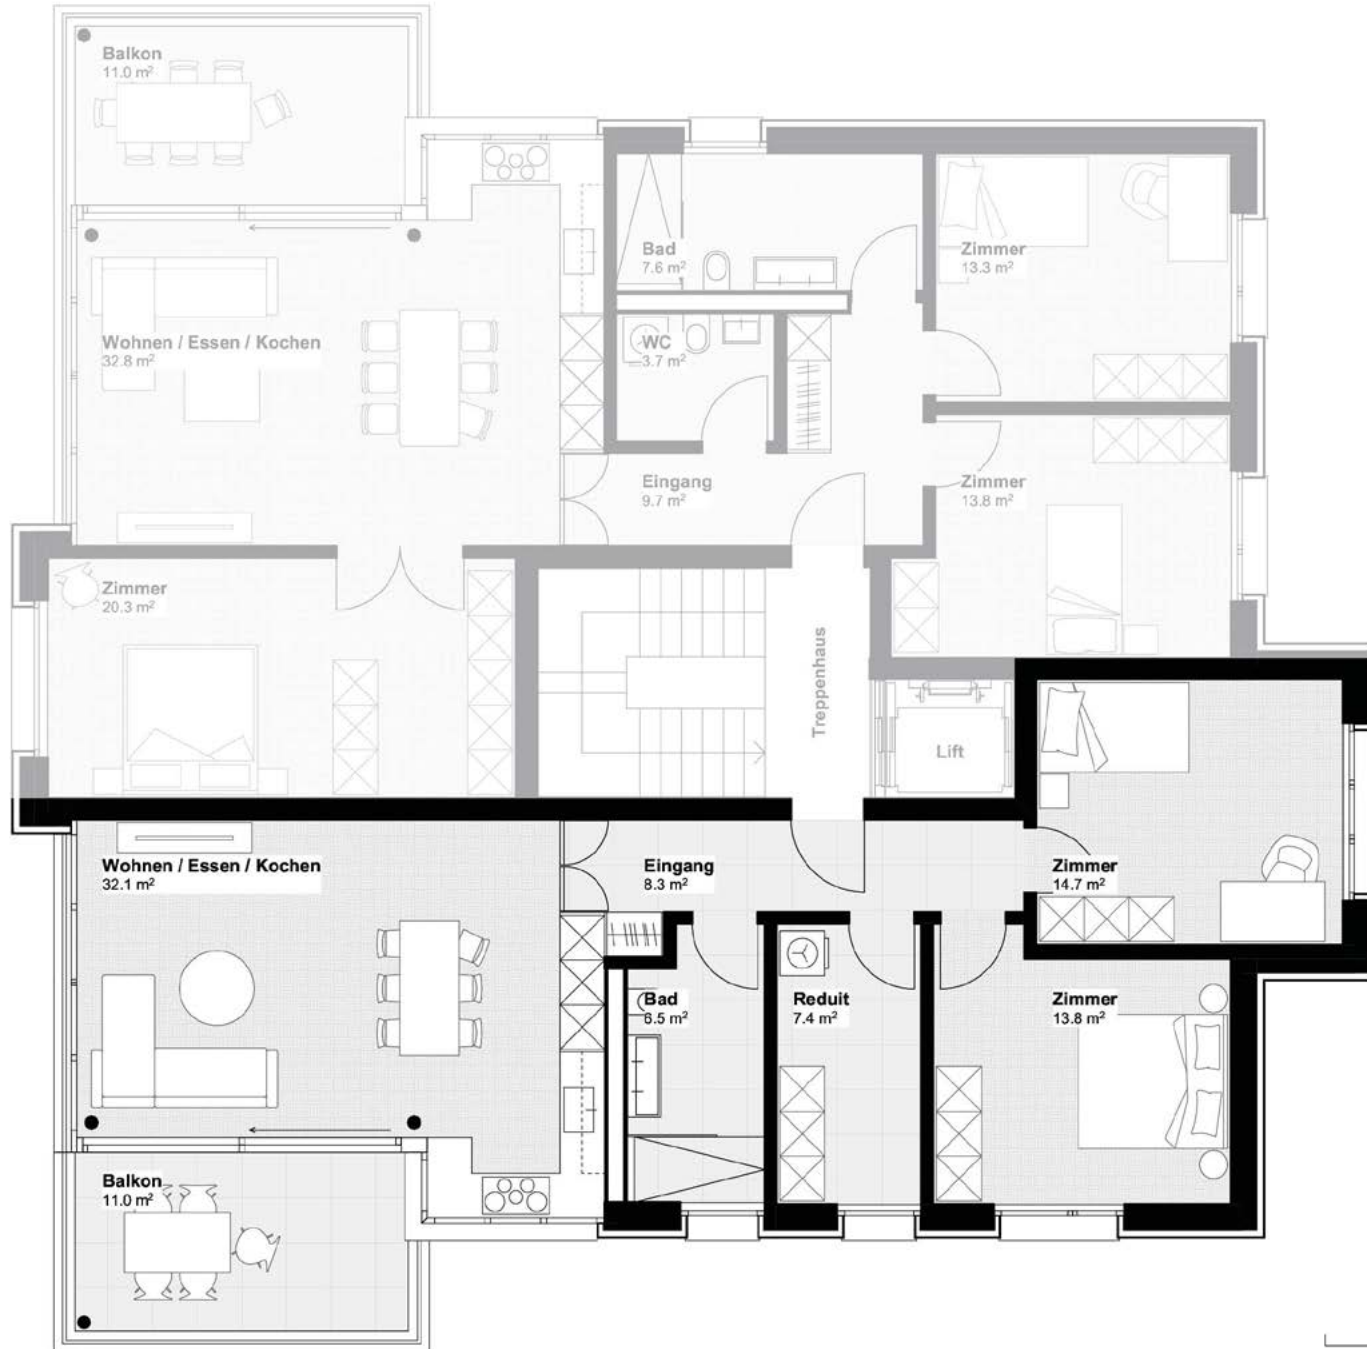 Balkon
11.0 m²
Bad
7.6 m²
Zimmer
13.3 m²
Wohnen / Essen / Kochen
32.8 m²
WC
3.7 m²
Eingang
9.7 m²
Zimmer
13.8 m²
Zimmer
20.3 m²
Treppenhaus
Lift
Wohnen / Essen / Kochen
32.1 m²
Eingang
8.3 m²
Zimmer
14.7 m²
Bad
6.5 m²
Reduit
7.4 m²
Zimmer
13.8 m²
Balkon
11.0 m²